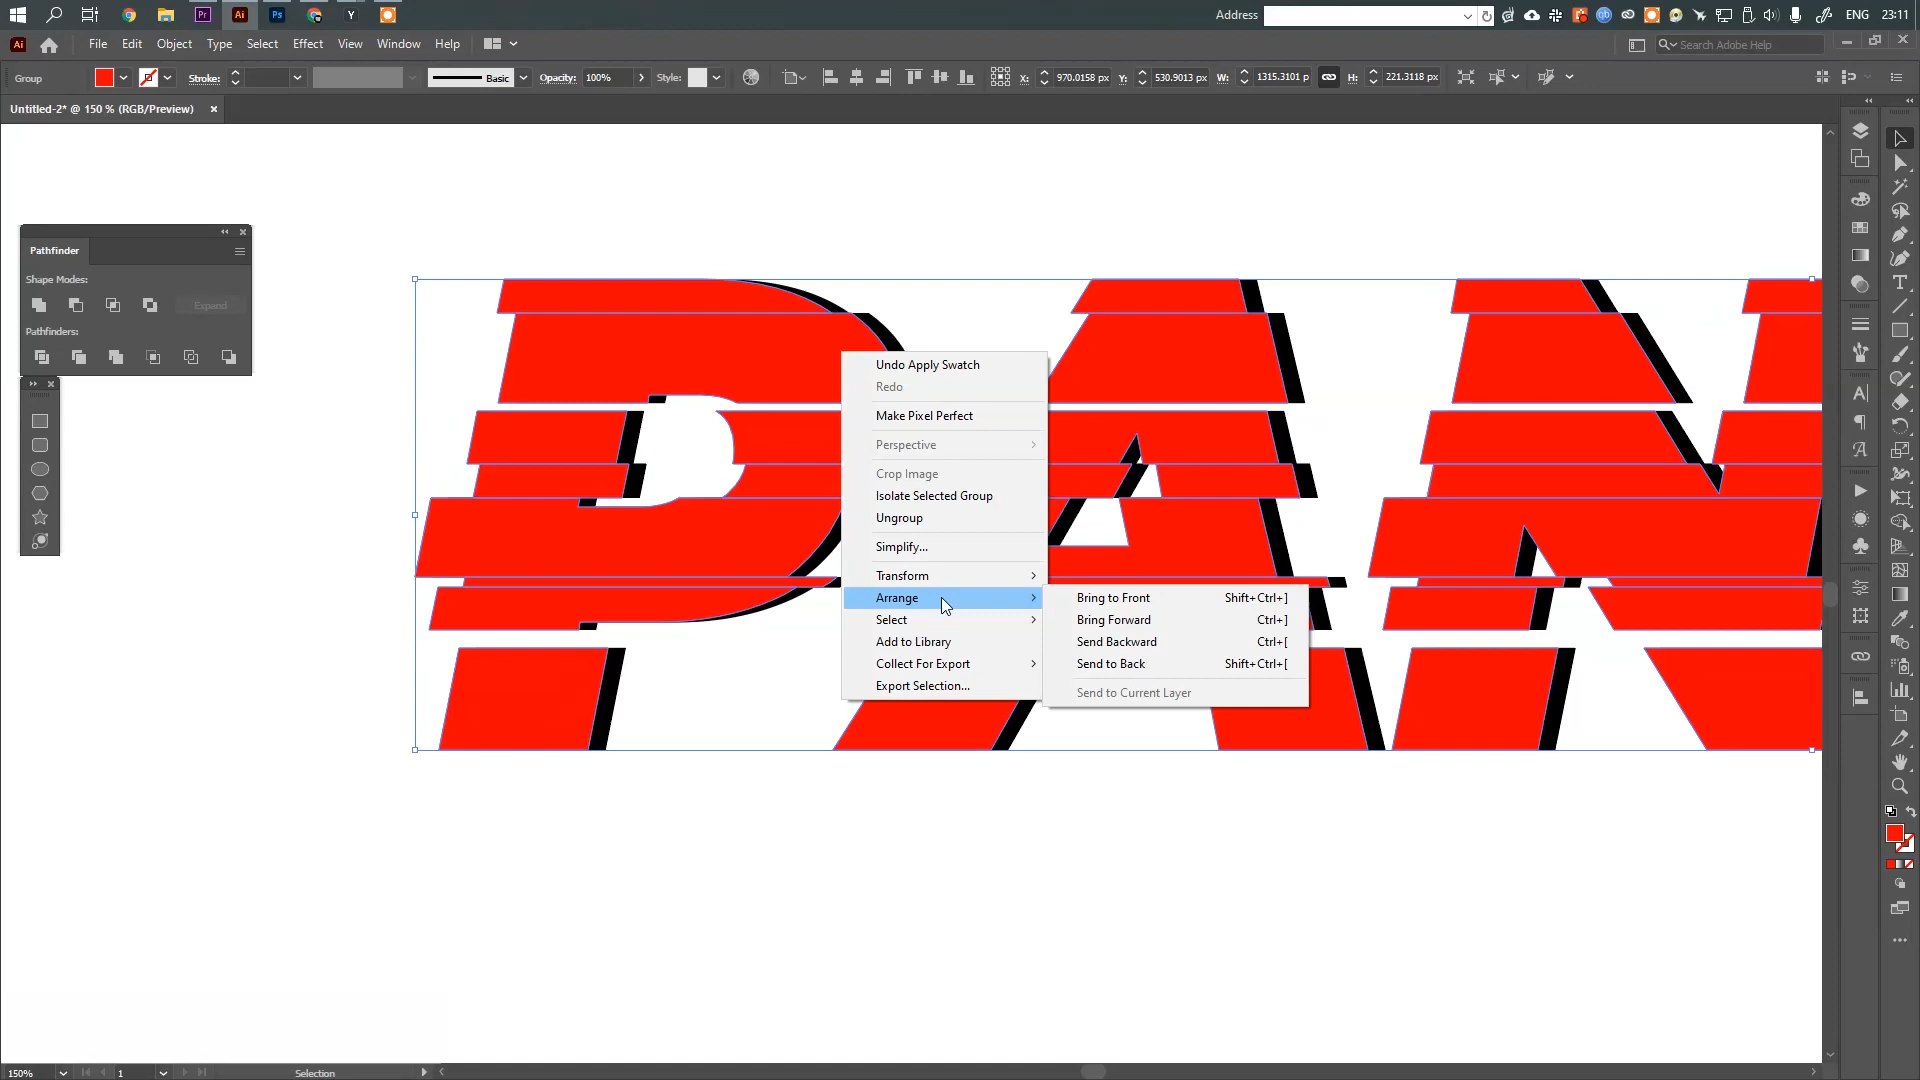 Address
ENG
23:11
File Edit Object Type Select Effect View Window Help
Search Adobe Help
Group
Stroke:
Basic
Opacity: 100%
Style:
X: 970.0158 px
Y: 530.9013 px
W: 1315.3101 p
H: 221.3118 px
Untitled-2* @ 150 % (RGB/Preview)
Pathfinder
Shape Modes:
Expand
Pathfinders:
Undo Apply Swatch
Redo
Make Pixel Perfect
Perspective
Crop Image
Isolate Selected Group
Ungroup
Simplify...
Transform
Arrange
Select
Add to Library
Collect For Export
Export Selection...
Bring to Front Shift+Ctrl+]
Bring Forward Ctrl+]
Send Backward Ctrl+[
Send to Back Shift+Ctrl+[
Send to Current Layer
DAN
150%
1
Selection